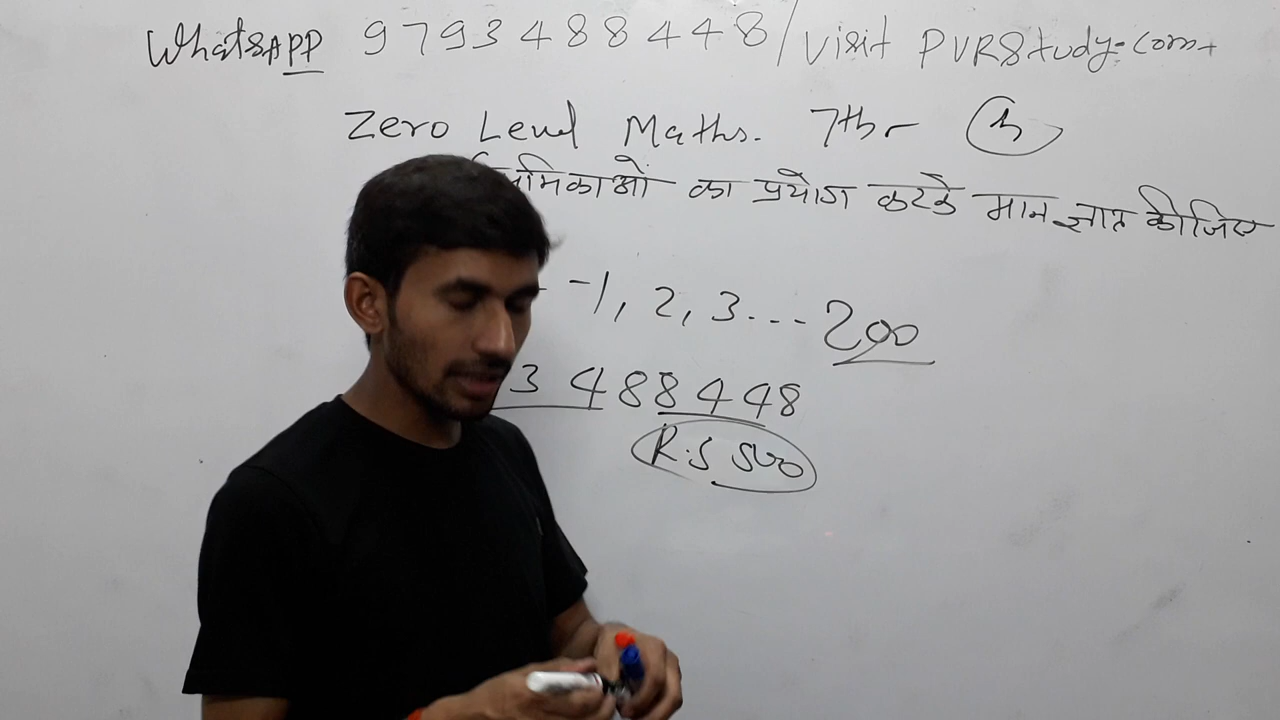 WhatsAPP 9793488448/Visit PVRStudy.com
Zero Level Maths. 7th-
का प्रयोग करके मान ज्ञात कीजिए
-1, 2, 3... 200
3 488448
R.S 500